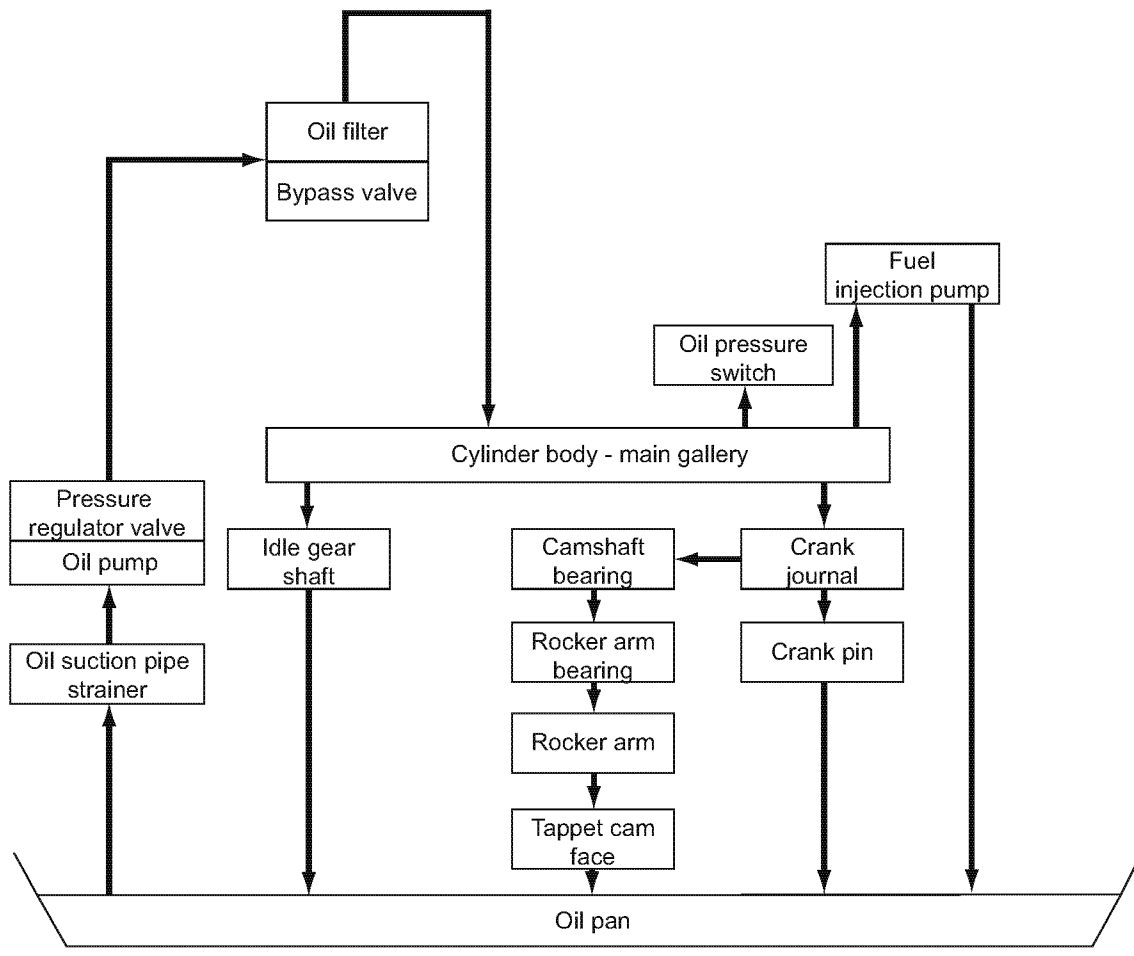 Oil filter
Bypass valve
Fuel
injection pump
Oil pressure
switch
Cylinder body - main gallery
Pressure
regulator valve
Oil pump
Idle gear
shaft
Camshaft
bearing
Crank
journal
Oil suction pipe
strainer
Rocker arm
bearing
Crank pin
Rocker arm
Tappet cam
face
Oil pan